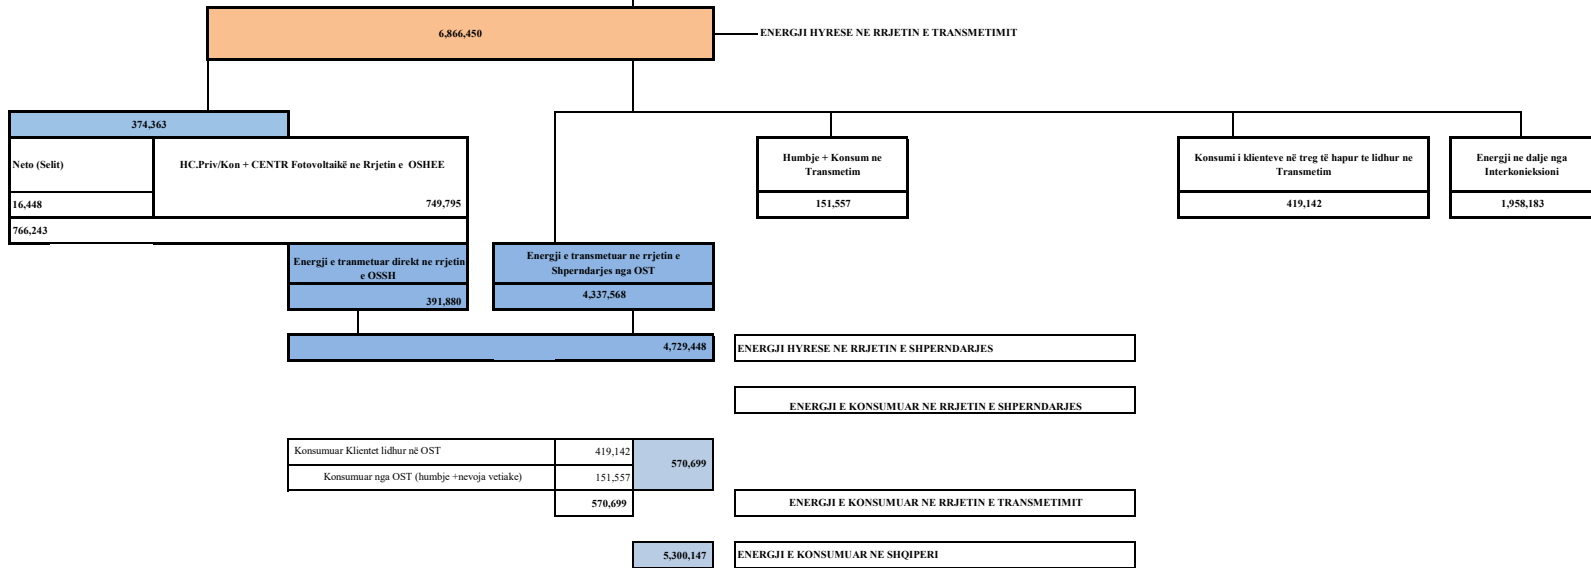 6,866,450
ENERGJI HYRESE NE RRJETIN E TRANSMETIMIT
374,363
Neto (Selit)
HC.Priv/Kon + CENTR Fotovoltaikë ne Rrjetin e OSHEE
16,448
749,795
766,243
Humbje + Konsum ne
Transmetim
151,557
Konsumi i klienteve në treg të hapur te lidhur ne
Transmetim
419,142
Energji ne dalje nga
Interkonieksioni
1,958,183
Energji e tranmetuar direkt ne rrjetin
e OSSH
391,880
Energji e transmetuar ne rrjetin e
Shperndarjes nga OST
4,337,568
4,729,448
ENERGJI HYRESE NE RRJETIN E SHPERNDARJES
ENERGJI E KONSUMUAR NE RRJETIN E SHPERNDARJES
Konsumuar Klientet lidhur në OST
419,142
570,699
Konsumuar nga OST (humbje +nevoja vetiake)
151,557
570,699
ENERGJI E KONSUMUAR NE RRJETIN E TRANSMETIMIT
5,300,147
ENERGJI E KONSUMUAR NE SHQIPERI